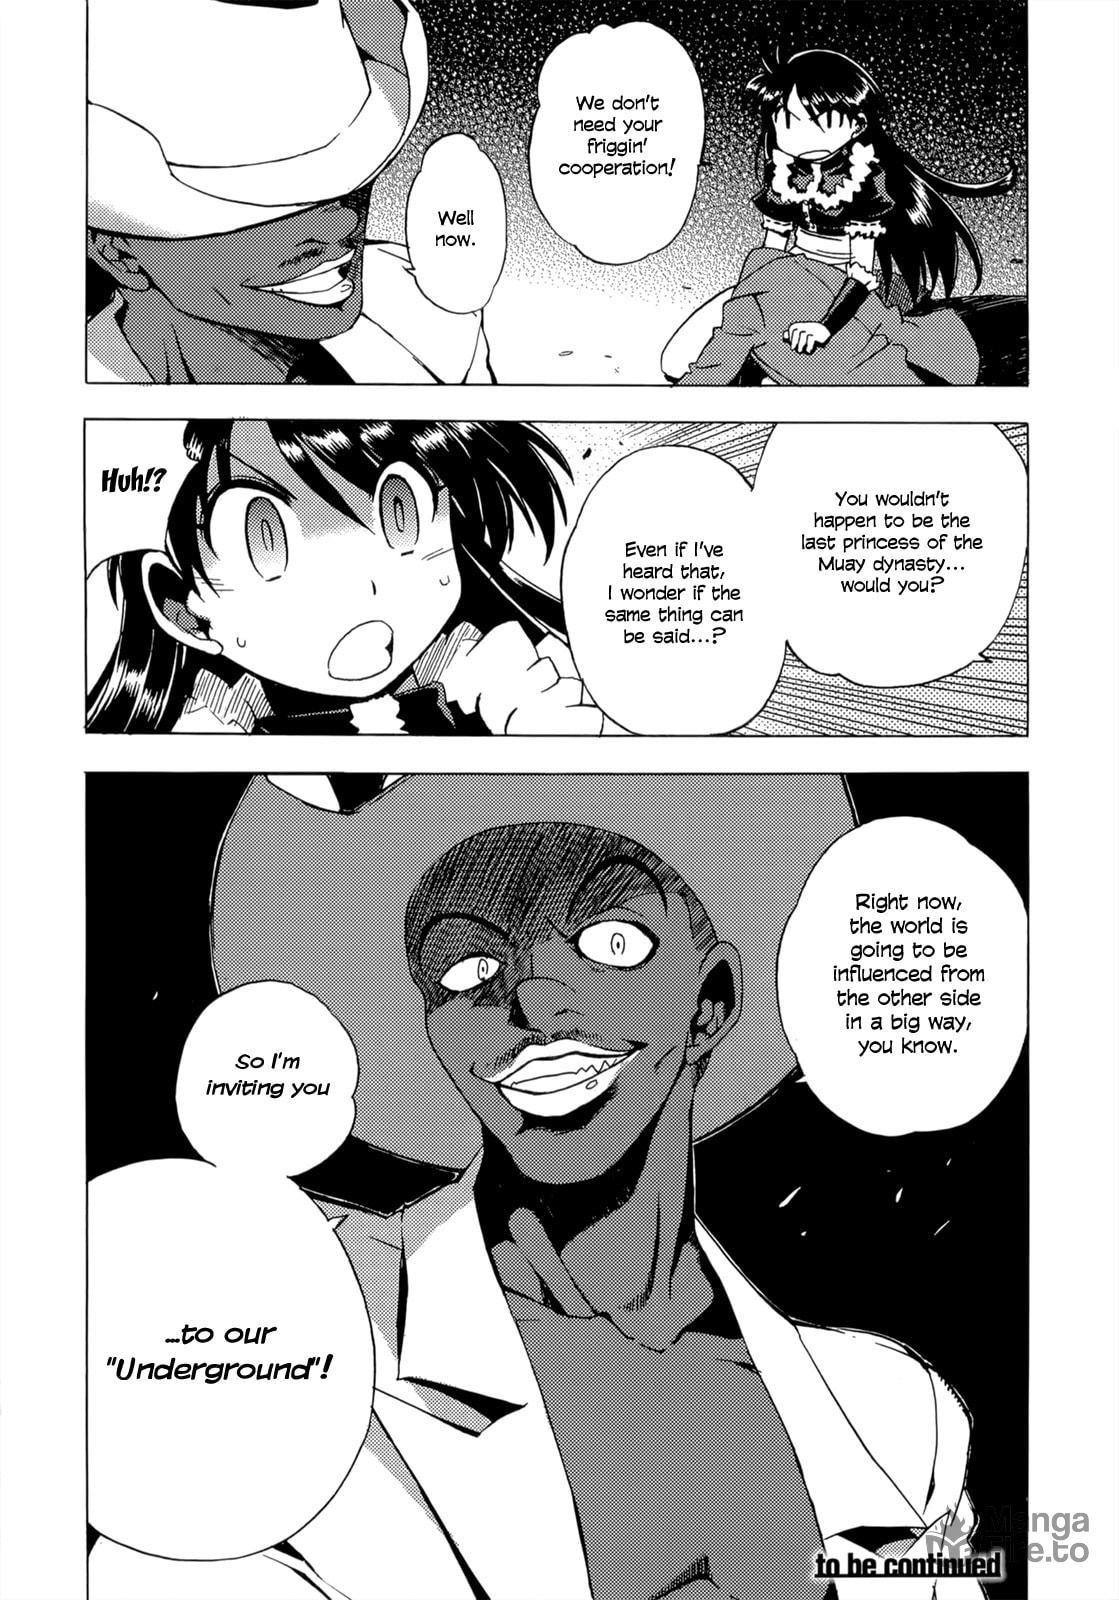 We don't
need your
friggin'
cooperation!
Well
now.
You wouldn't
happen to be the
last princess of the
Muay dynasty...
would you?
Even if I've
heard that,
I wonder if the
same thing can
be said...?
Huh!?
Right now,
the world is
going to be
influenced from
the other side
in a big way,
you know.
So I'm
inviting you
...to our
"Underground"!
Manga
Fire.to
to be continued